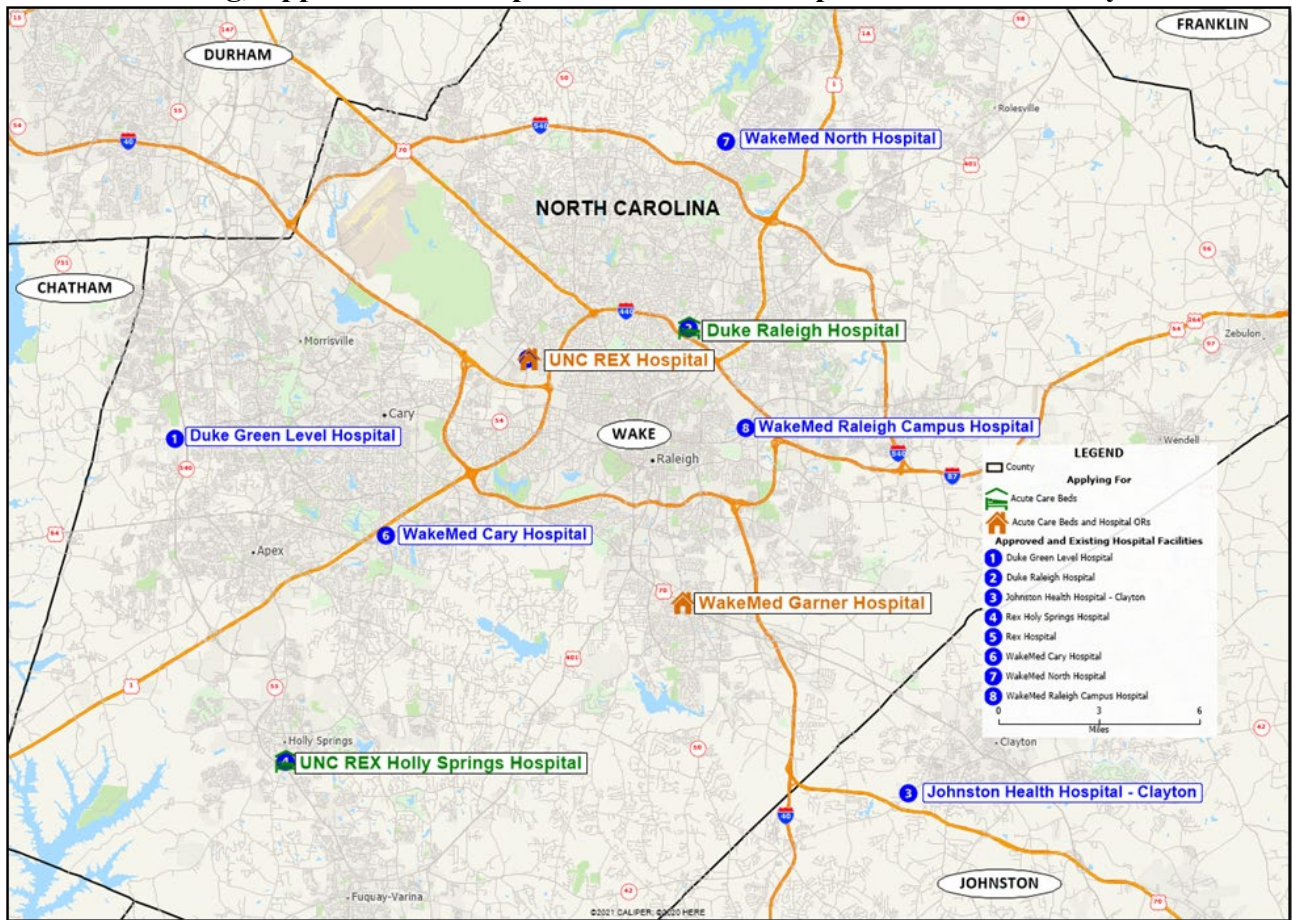 DURHAM
FRANKLIN
Rolesville
WakeMed North Hospital
NORTH CAROLINA
CHATHAM
Duke Raleigh Hospital
Morrisville
UNC REX Hospital
Zebulon
Cary
Duke Green Level Hospital
WAKE
WakeMed Raleigh Campus Hospital
Raleigh
Wendell
WakeMed Cary Hospital
Apex
WakeMed Garner Hospital
Holly Springs
UNC REX Holly Springs Hospital
Clayton
Johnston Health Hospital - Clayton
Fuquay-Varina
JOHNSTON
LEGEND
County
Applying For
Acute Care Beds
Acute Care Beds and Hospital ORs
Approved and Existing Hospital Facilities
1 Duke Green Level Hospital
2 Duke Raleigh Hospital
3 Johnston Health Hospital - Clayton
4 Rex Holy Springs Hospital
5 Rex Hospital
6 WakeMed Cary Hospital
7 WakeMed North Hospital
8 WakeMed Raleigh Campus Hospital
0 3 6
Miles
©2021 CALIPER; ©2020 HERE